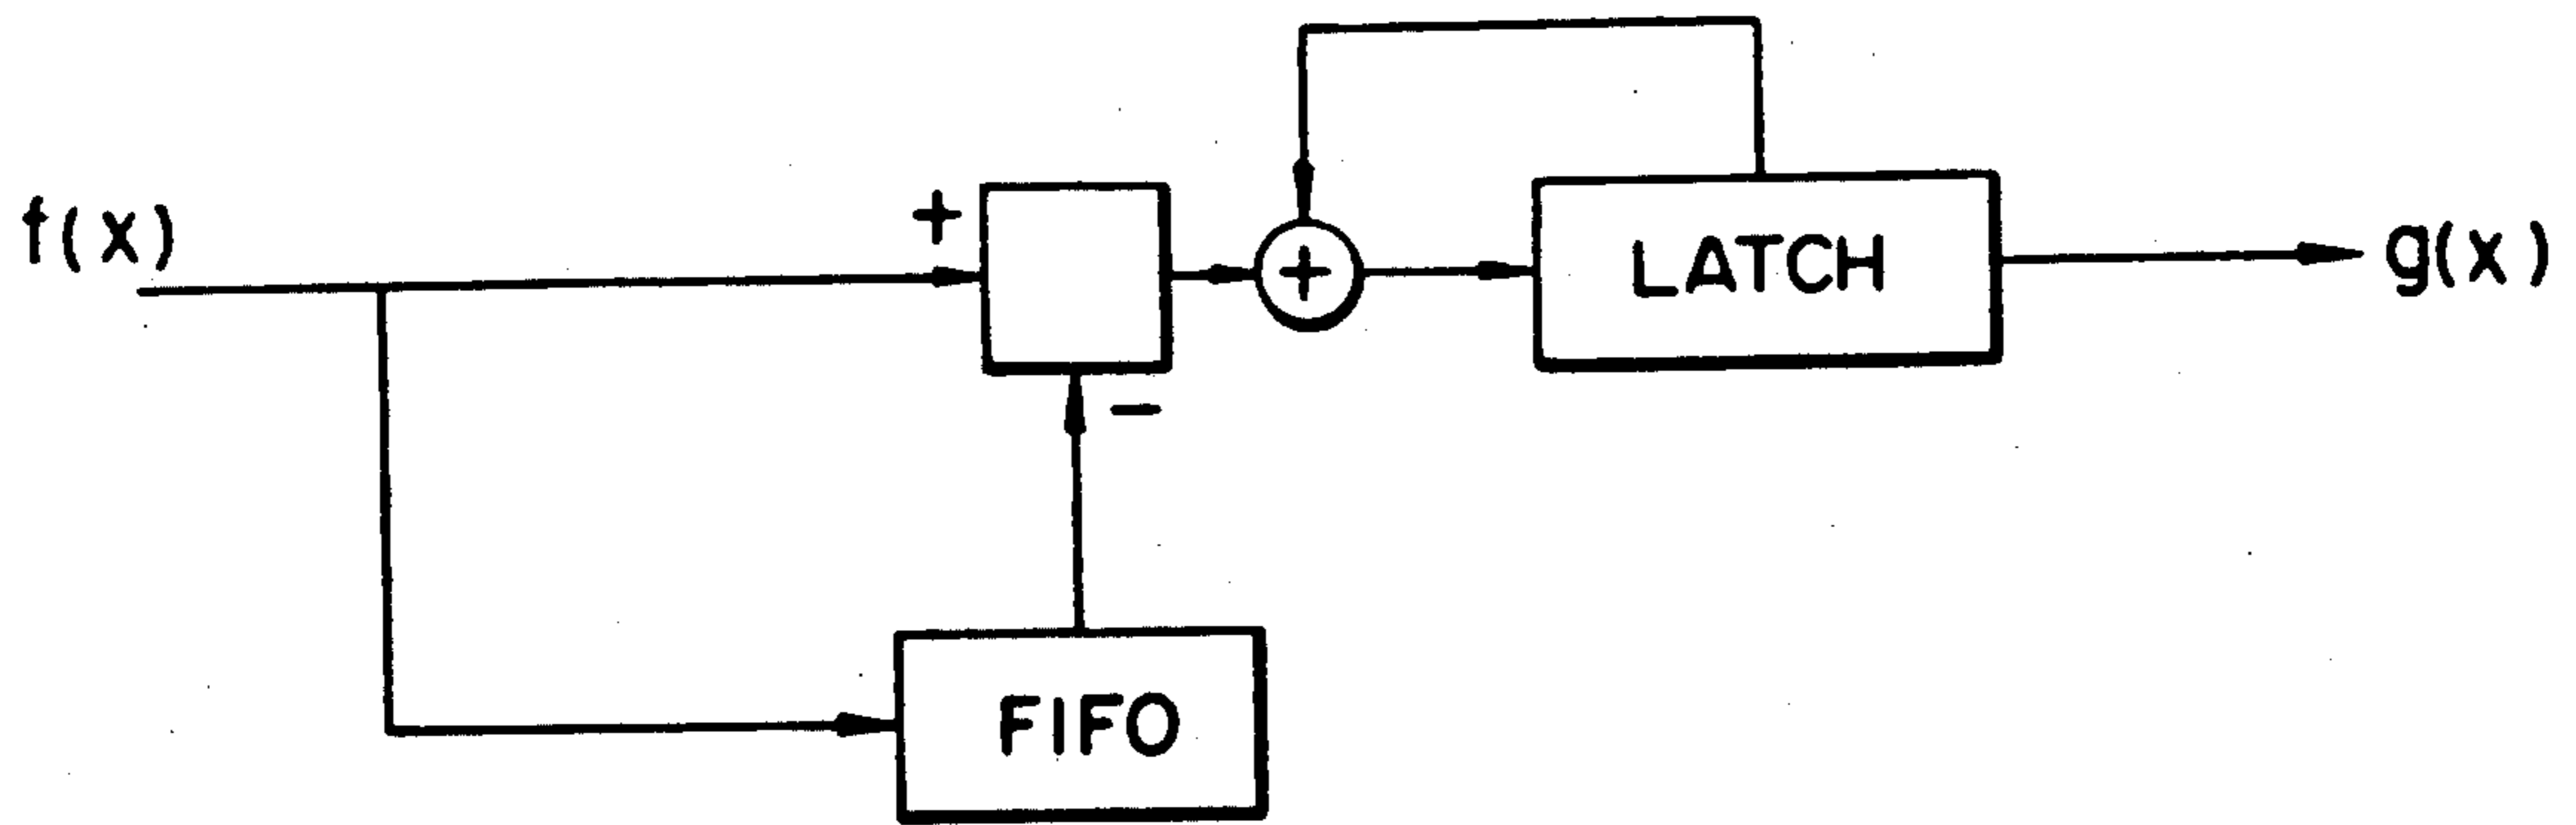 f(x)
+
+
LATCH
g(x)
−
FIFO